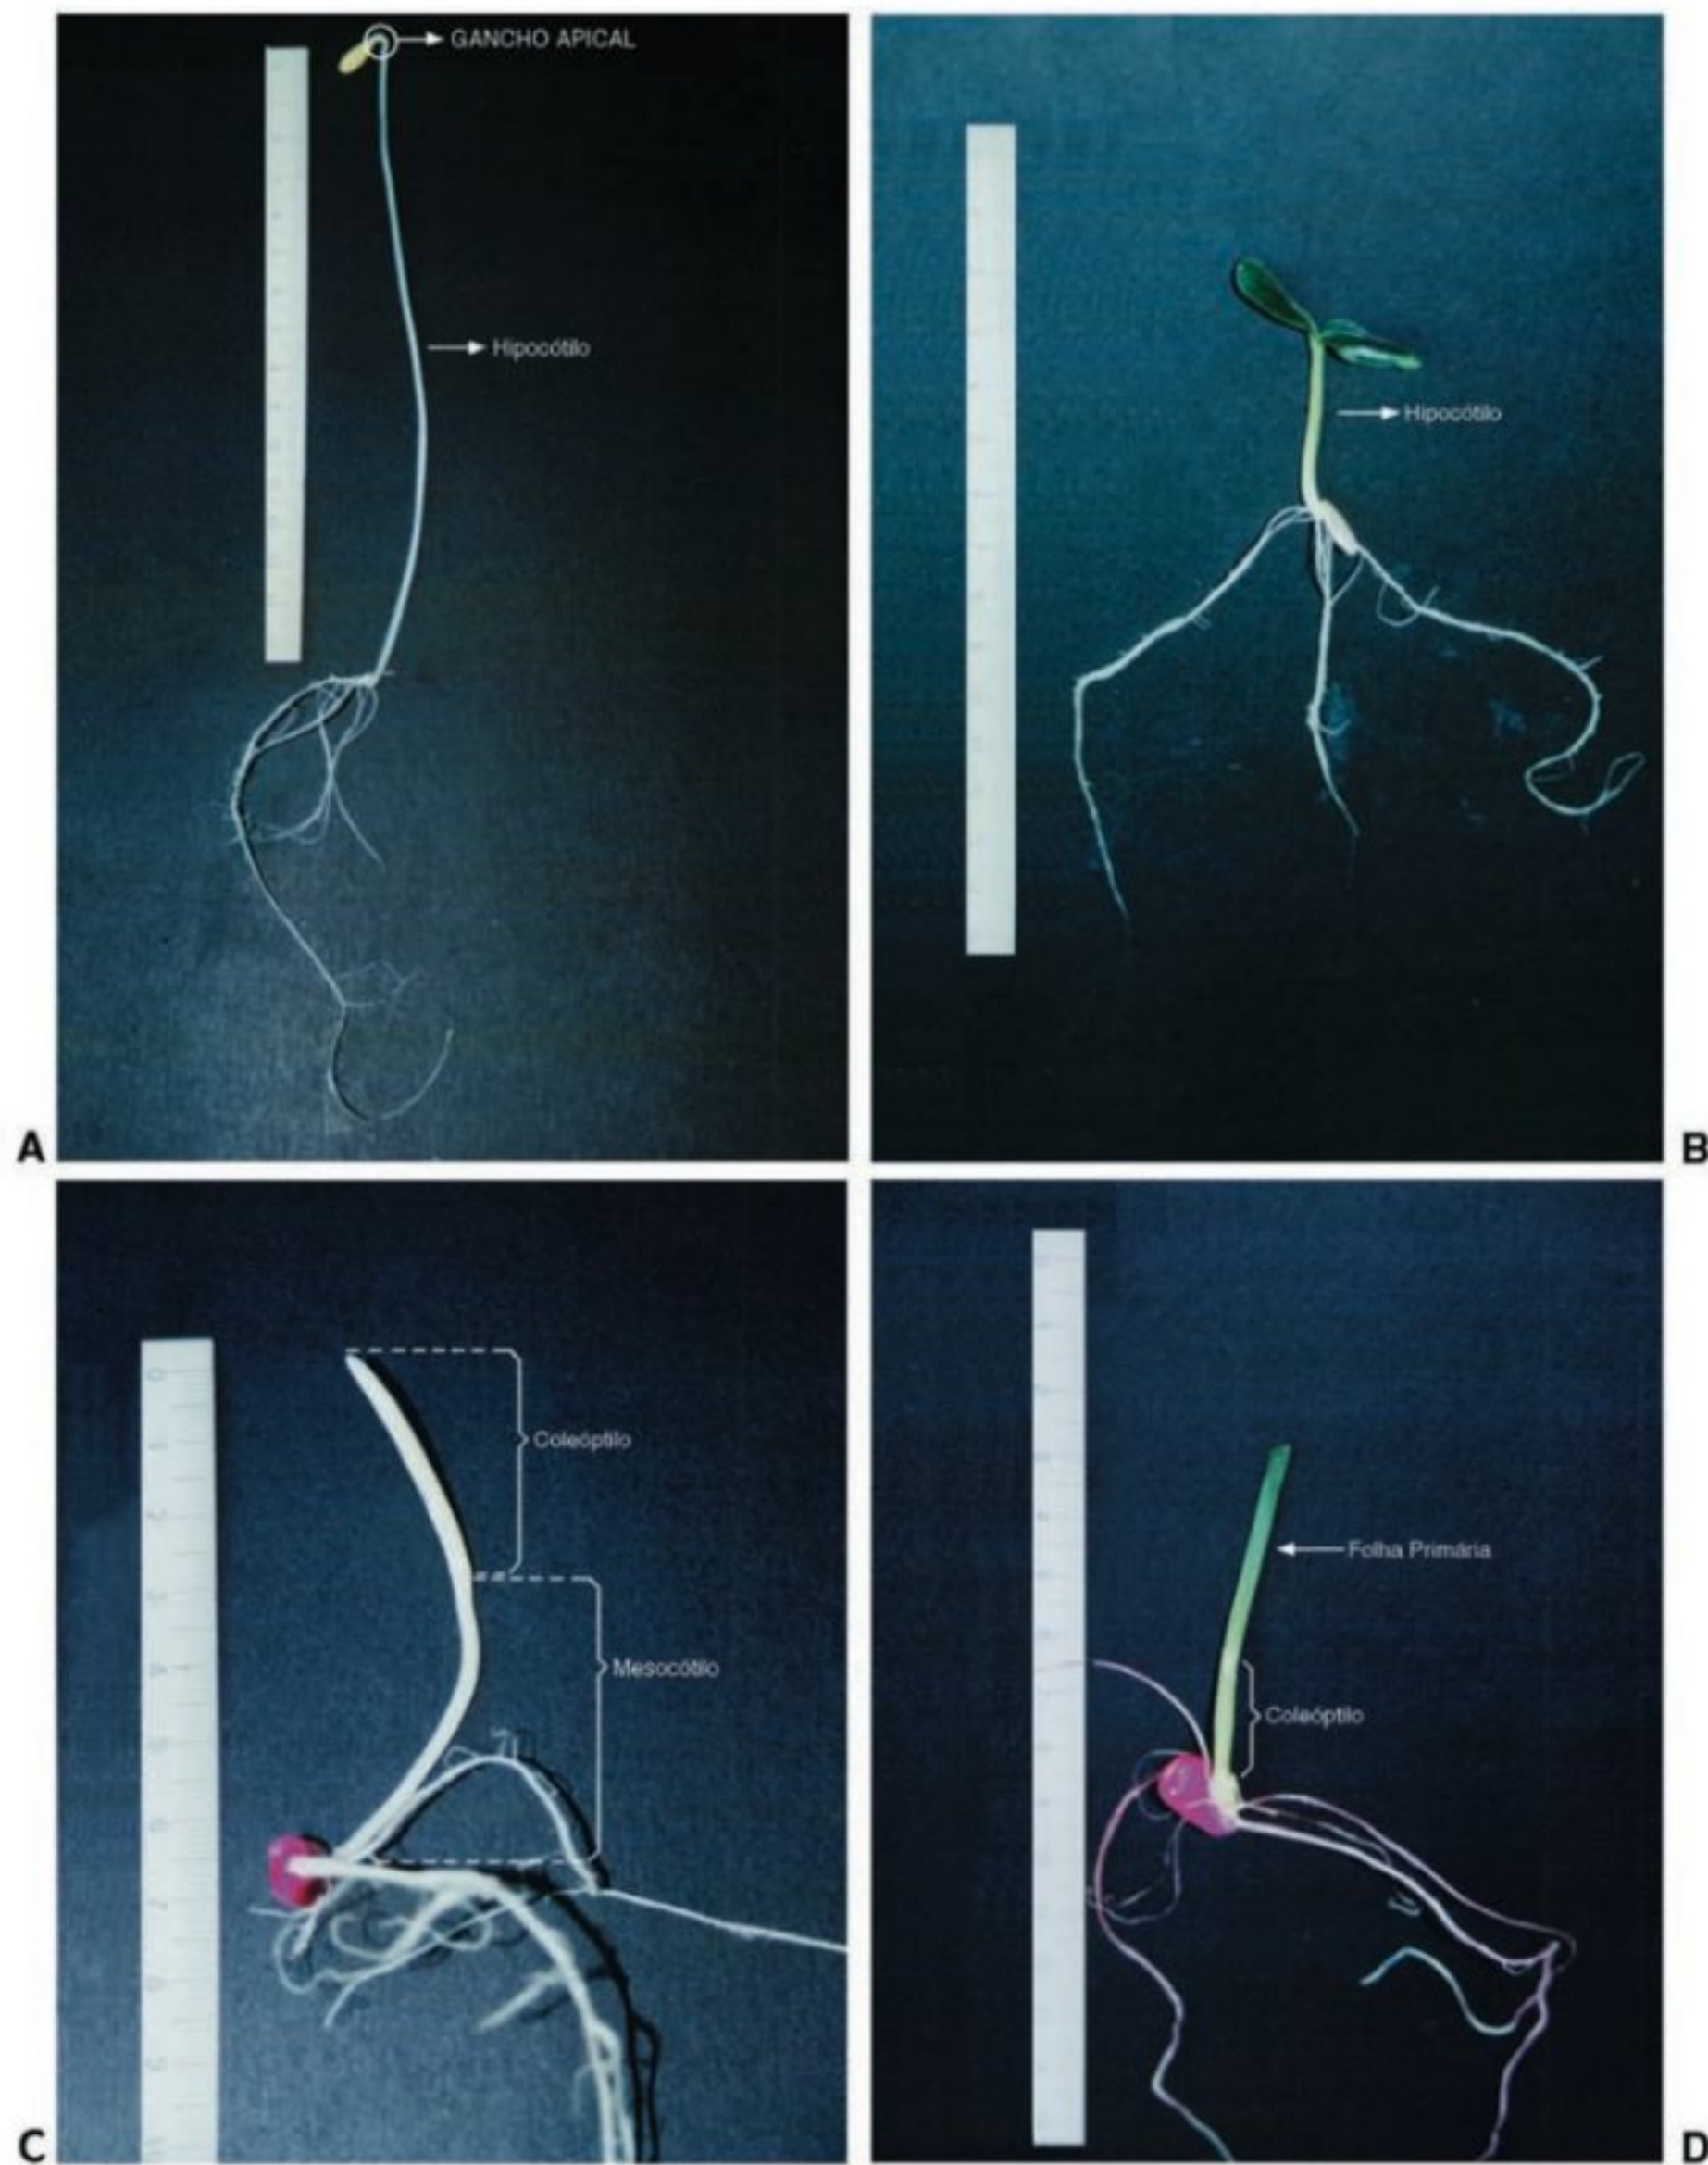 GANCHO APICAL
Hipocótilo
A
Hipocótilo
B
Coleóptilo
Mesocótilo
C
Folha Primária
Coleóptilo
D